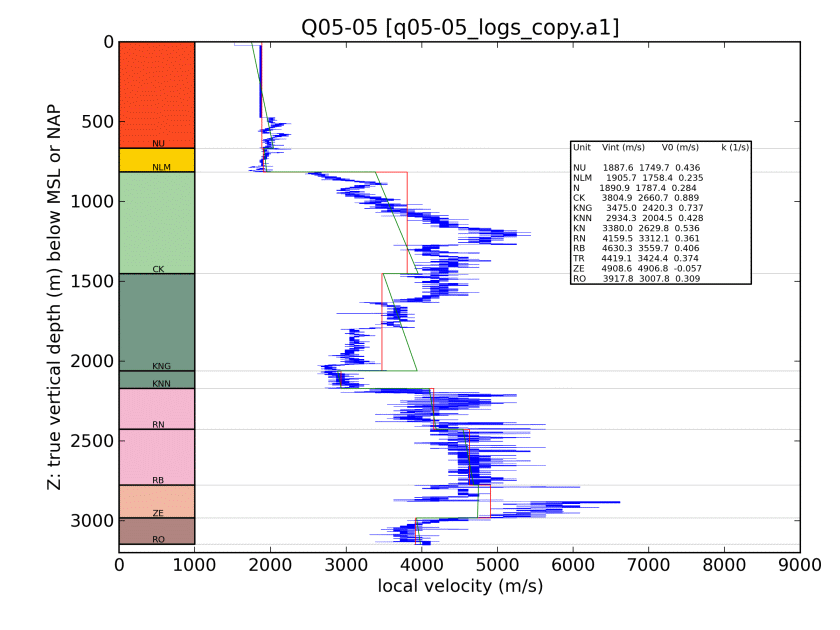 Q05-05 [q05-05_logs_copy.a1]
Z: true vertical depth (m) below MSL or NAP
0
500
1000
1500
2000
2500
3000
NU
NLM
CK
KNG
KNN
RN
RB
ZE
RO
Unit Vint (m/s) V0 (m/s) k (1/s)
NU 1887.6 1749.7 0.436
NLM 1905.7 1758.4 0.235
N 1890.9 1787.4 0.284
CK 3804.9 2660.7 0.889
KNG 3475.0 2420.3 0.737
KNN 2934.3 2004.5 0.428
KN 3380.0 2629.8 0.536
RN 4159.5 3312.1 0.361
RB 4630.3 3559.7 0.406
TR 4419.1 3424.4 0.374
ZE 4908.6 4906.8 -0.057
RO 3917.8 3007.8 0.309
0 1000 2000 3000 4000 5000 6000 7000 8000 9000
local velocity (m/s)